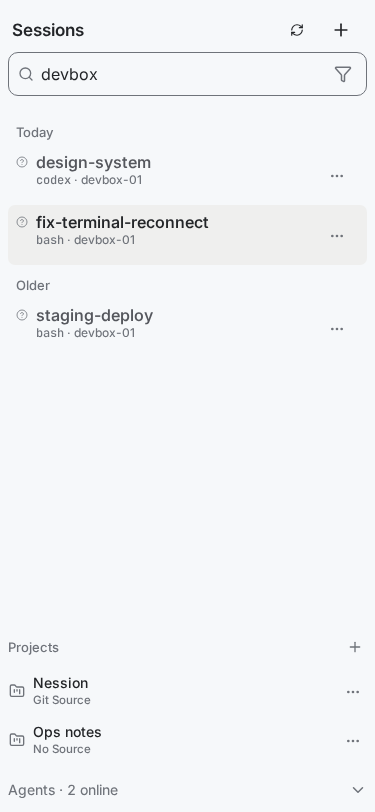 Sessions
devbox
Today
design-system
codex · devbox-01
fix-terminal-reconnect
bash · devbox-01
Older
staging-deploy
bash · devbox-01
Projects
Nession
Git Source
Ops notes
No Source
Agents · 2 online